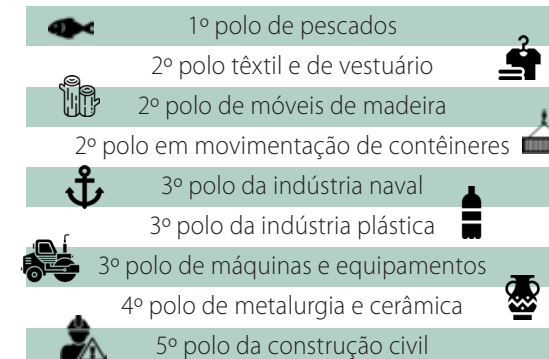 1º polo de pescados
2º polo têxtil e de vestuário
2º polo de móveis de madeira
2º polo em movimentação de contêineres
3º polo da indústria naval
3º polo da indústria plástica
3º polo de máquinas e equipamentos
4º polo de metalurgia e cerâmica
5º polo da construção civil